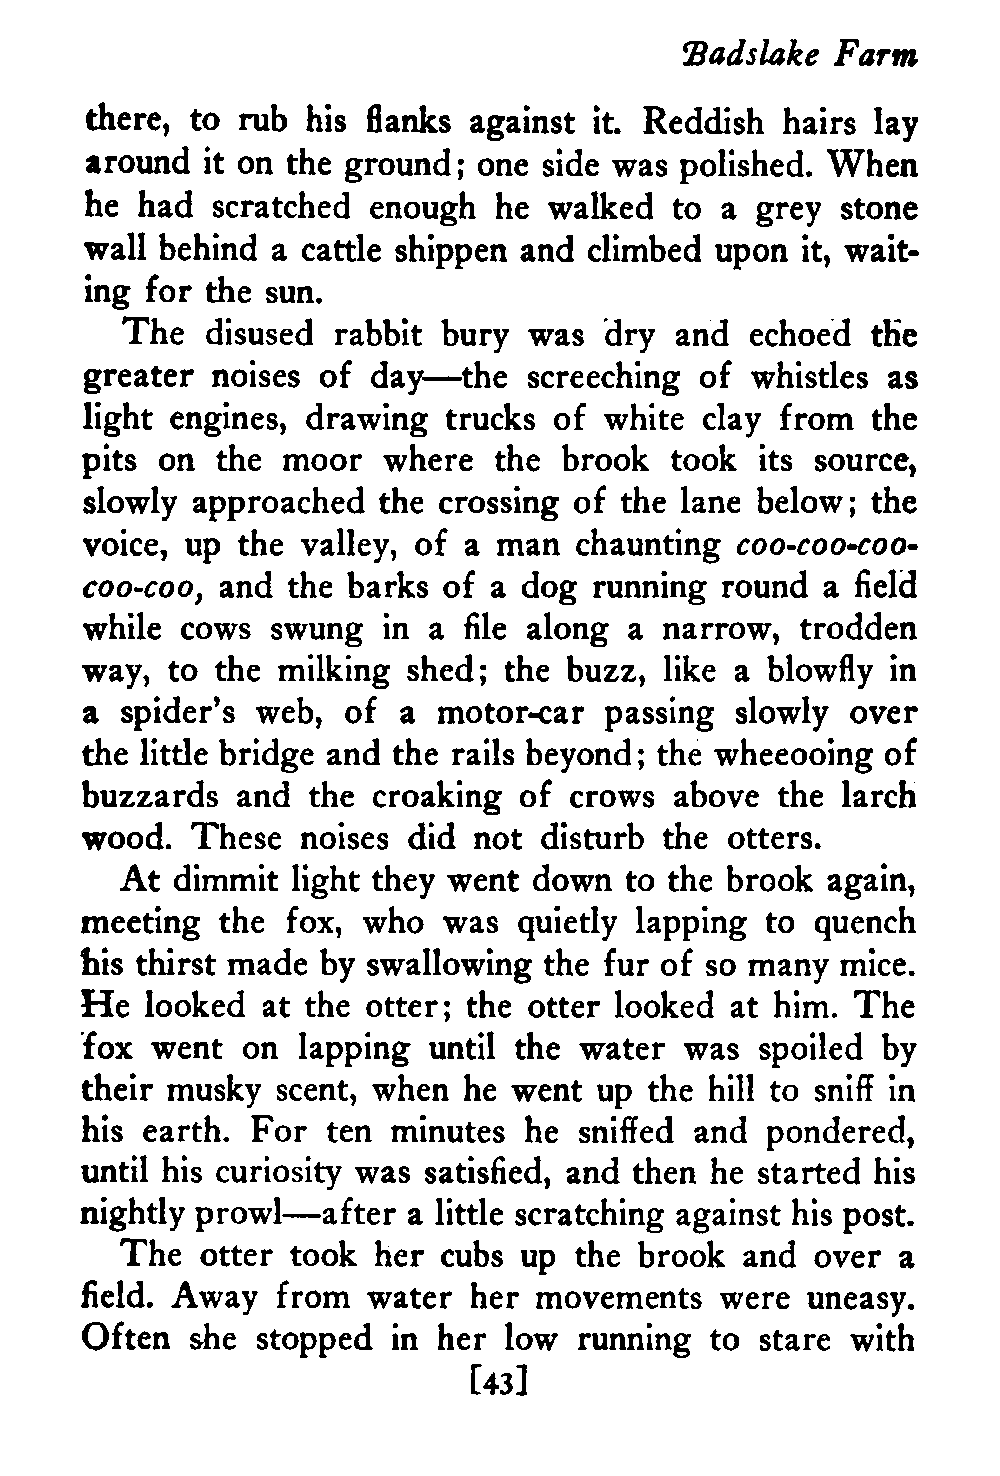 Badslake Farm
there, to rub his flanks against it. Reddish hairs lay
around it on the ground; one side was polished. When
he had scratched enough he walked to a grey stone
wall behind a cattle shippen and climbed upon it, wait-
ing for the sun.
The disused rabbit bury was dry and echoed the
greater noises of day—the screeching of whistles as
light engines, drawing trucks of white clay from the
pits on the moor where the brook took its source,
slowly approached the crossing of the lane below; the
voice, up the valley, of a man chaunting coo-coo-coo-
coo-coo, and the barks of a dog running round a field
while cows swung in a file along a narrow, trodden
way, to the milking shed; the buzz, like a blowfly in
a spider's web, of a motor-car passing slowly over
the little bridge and the rails beyond; the wheeooing of
buzzards and the croaking of crows above the larch
wood. These noises did not disturb the otters.
At dimmit light they went down to the brook again,
meeting the fox, who was quietly lapping to quench
his thirst made by swallowing the fur of so many mice.
He looked at the otter; the otter looked at him. The
fox went on lapping until the water was spoiled by
their musky scent, when he went up the hill to sniff in
his earth. For ten minutes he sniffed and pondered,
until his curiosity was satisfied, and then he started his
nightly prowl—after a little scratching against his post.
The otter took her cubs up the brook and over a
field. Away from water her movements were uneasy.
Often she stopped in her low running to stare with
[43]